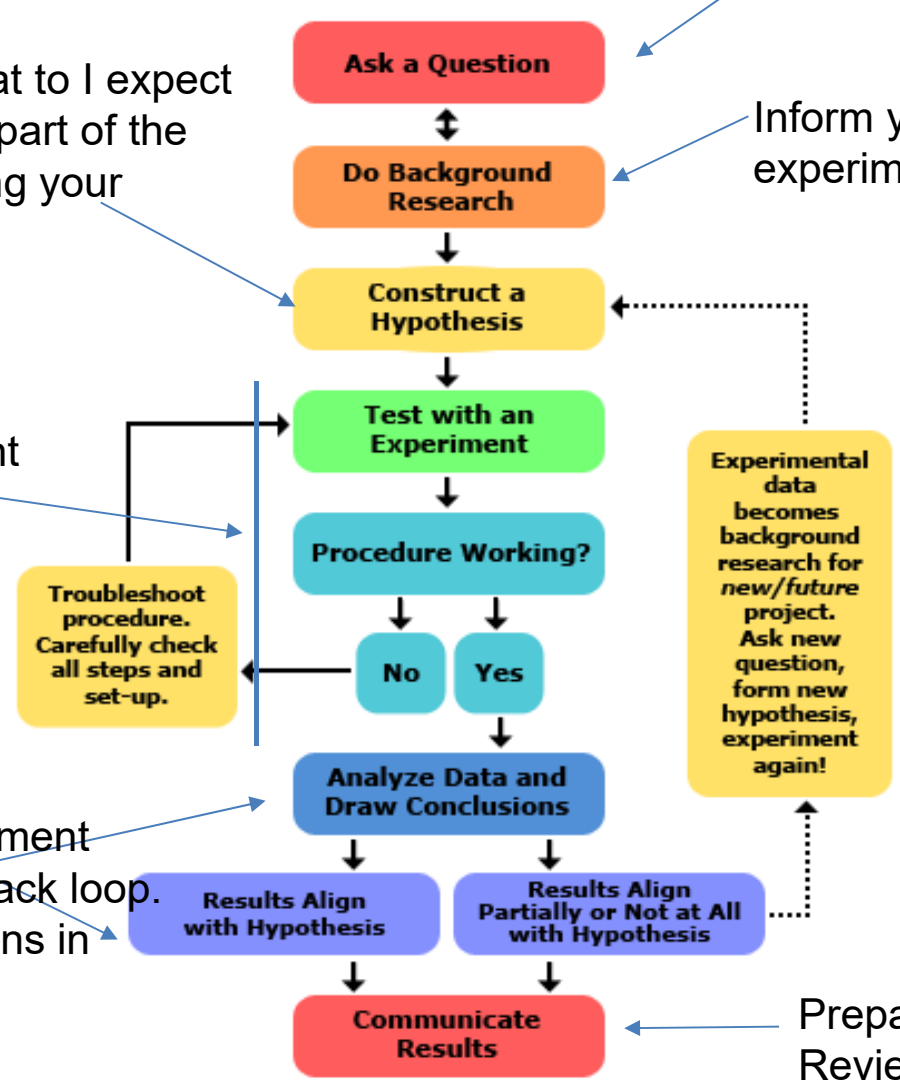 Ask a Question
at to I expect
part of the
ng your
Inform y
experim
Do Background
Research
Construct a
Hypothesis
Test with an
Experiment
nt
Procedure Working?
No
Yes
Troubleshoot
procedure.
Carefully check
all steps and
set-up.
Experimental
data
becomes
background
research for
new/future
project.
Ask new
question,
form new
hypothesis,
experiment
again!
Analyze Data and
Draw Conclusions
ment
ack loop.
ns in
Results Align
with Hypothesis
Results Align
Partially or Not at All
with Hypothesis
Communicate
Results
Prepa
Revie